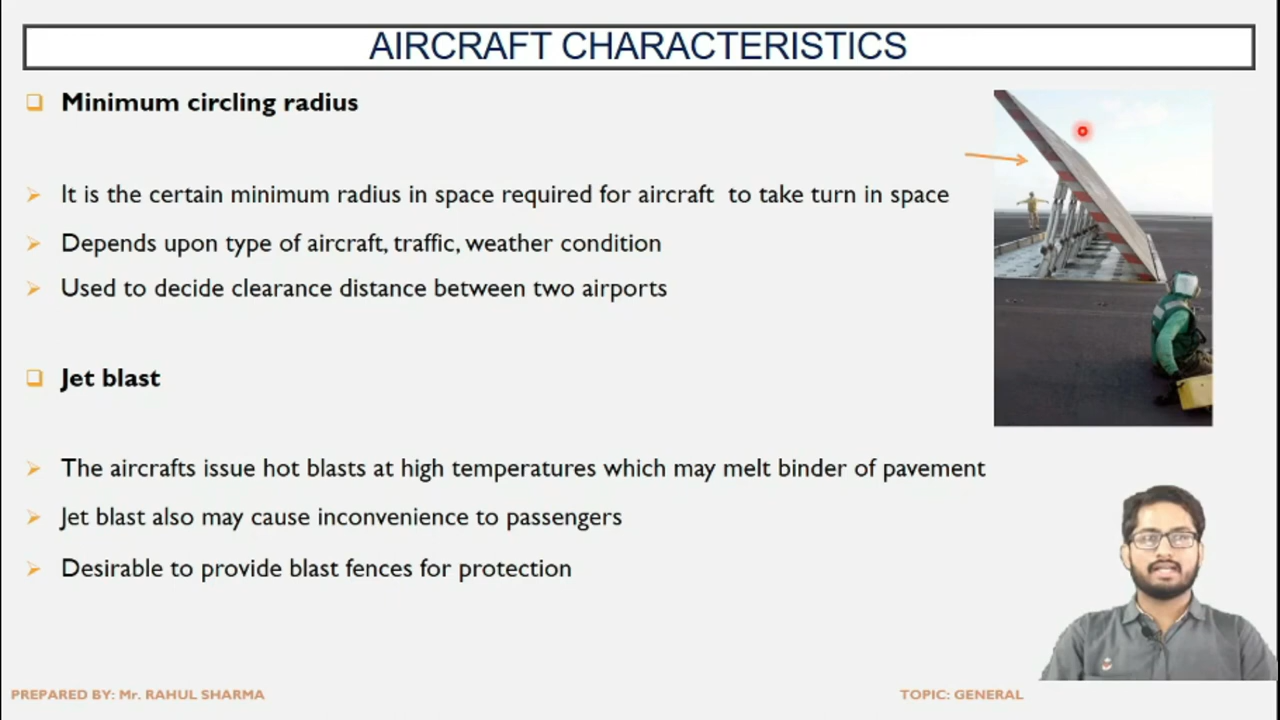 AIRCRAFT CHARACTERISTICS
Minimum circling radius
It is the certain minimum radius in space required for aircraft to take turn in space
Depends upon type of aircraft, traffic, weather condition
Used to decide clearance distance between two airports
Jet blast
The aircrafts issue hot blasts at high temperatures which may melt binder of pavement
Jet blast also may cause inconvenience to passengers
Desirable to provide blast fences for protection
PREPARED BY: Mr. RAHUL SHARMA
TOPIC: GENERAL